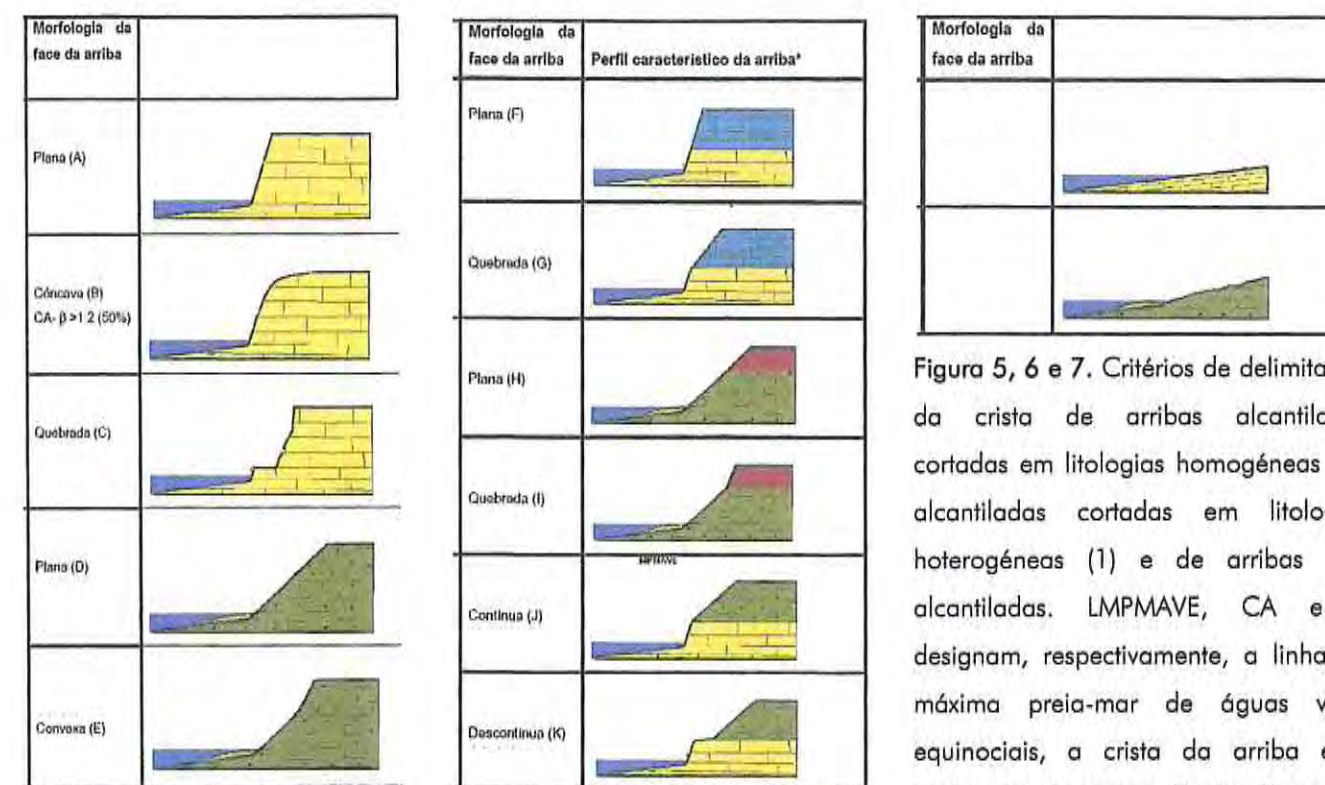 Morfologia da
face da arriba
Plana (A)
Côncava (B)
CA- β >1 2 (50%)
Quebrada (C)
Plana (D)
Convexa (E)
Morfologia da
face da arriba
Perfil característico da arriba*
Plana (F)
Quebrada (G)
Plana (H)
Quebrada (I)
LMPMAVE
Contínua (J)
Descontínua (K)
Morfologia da
face da arriba
Figura 5, 6 e 7. Critérios de delimita
da crista de arribas alcantila
cortadas em litologias homogéneas
alcantiladas cortadas em litolo
hoterogéneas (1) e de arribas
alcantiladas. LMPMAVE, CA e
designam, respectivamente, a linha
máxima preia-mar de águas v
equinociais, a crista da arriba e